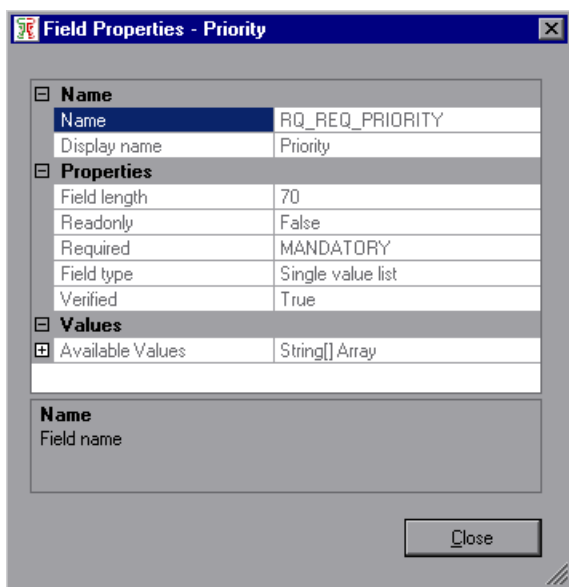 Field Properties - Priority
Name
Name RQ_REQ_PRIORITY
Display name Priority
Properties
Field length 70
Readonly False
Required MANDATORY
Field type Single value list
Verified True
Values
Available Values String[] Array
Name
Field name
Close